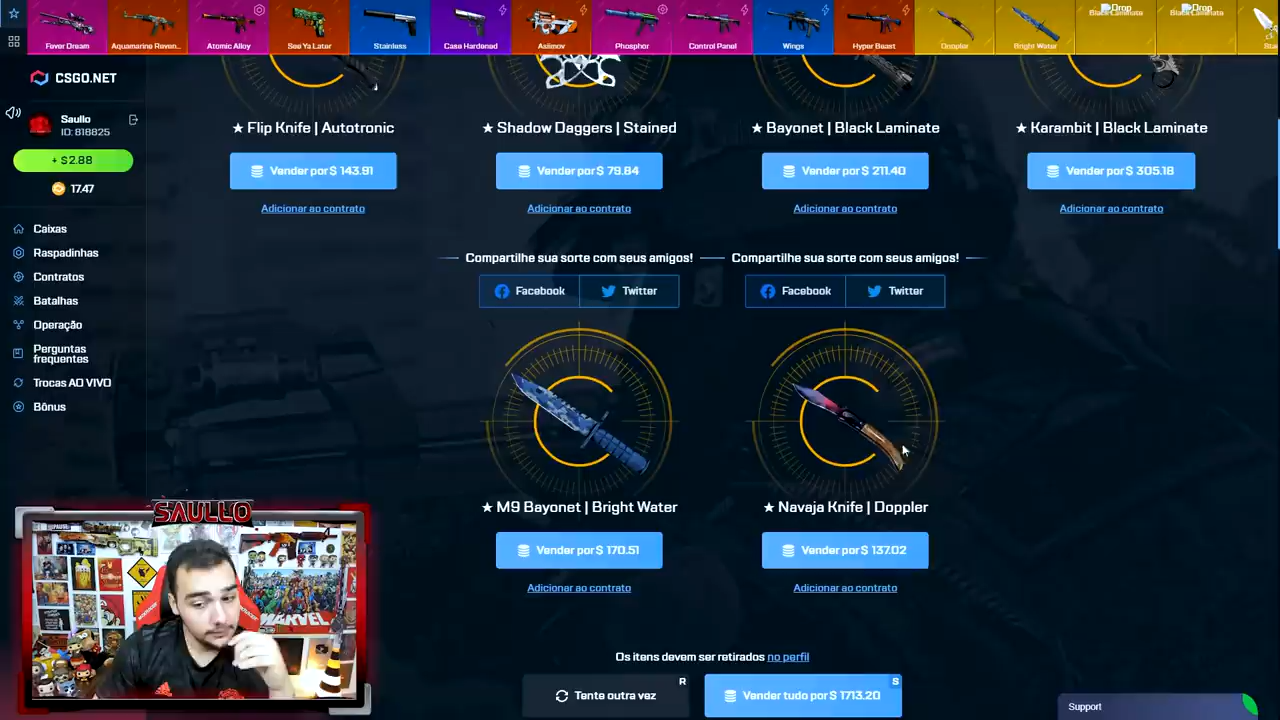 Fever Dream
Aquamarine Reven...
Atomic Alloy
See Ya Later
Stainless
Case Hardened
Asiimov
Phosphor
Control Panel
Wings
Hyper Beast
Doppler
Bright Water
Drop
Black Laminate
Drop
Black Laminate
CSGO.NET
Saullo
ID: 818825
+ $2.88
17.47
Caixas
Raspadinhas
Contratos
Batalhas
Operação
Perguntas
frequentes
Trocas AO VIVO
Bônus
★ Flip Knife | Autotronic
★ Shadow Daggers | Stained
★ Bayonet | Black Laminate
★ Karambit | Black Laminate
Vender por $ 143.91
Vender por $ 79.84
Vender por $ 211.40
Vender por $ 305.18
Adicionar ao contrato
Adicionar ao contrato
Adicionar ao contrato
Adicionar ao contrato
Compartilhe sua sorte com seus amigos!
Compartilhe sua sorte com seus amigos!
Facebook
Twitter
Facebook
Twitter
★ M9 Bayonet | Bright Water
★ Navaja Knife | Doppler
Vender por $ 170.51
Vender por $ 137.02
Adicionar ao contrato
Adicionar ao contrato
Os itens devem ser retirados no perfil
Tente outra vez
R
Vender tudo por $ 1713.20
S
Support
SAULLO
MARVEL